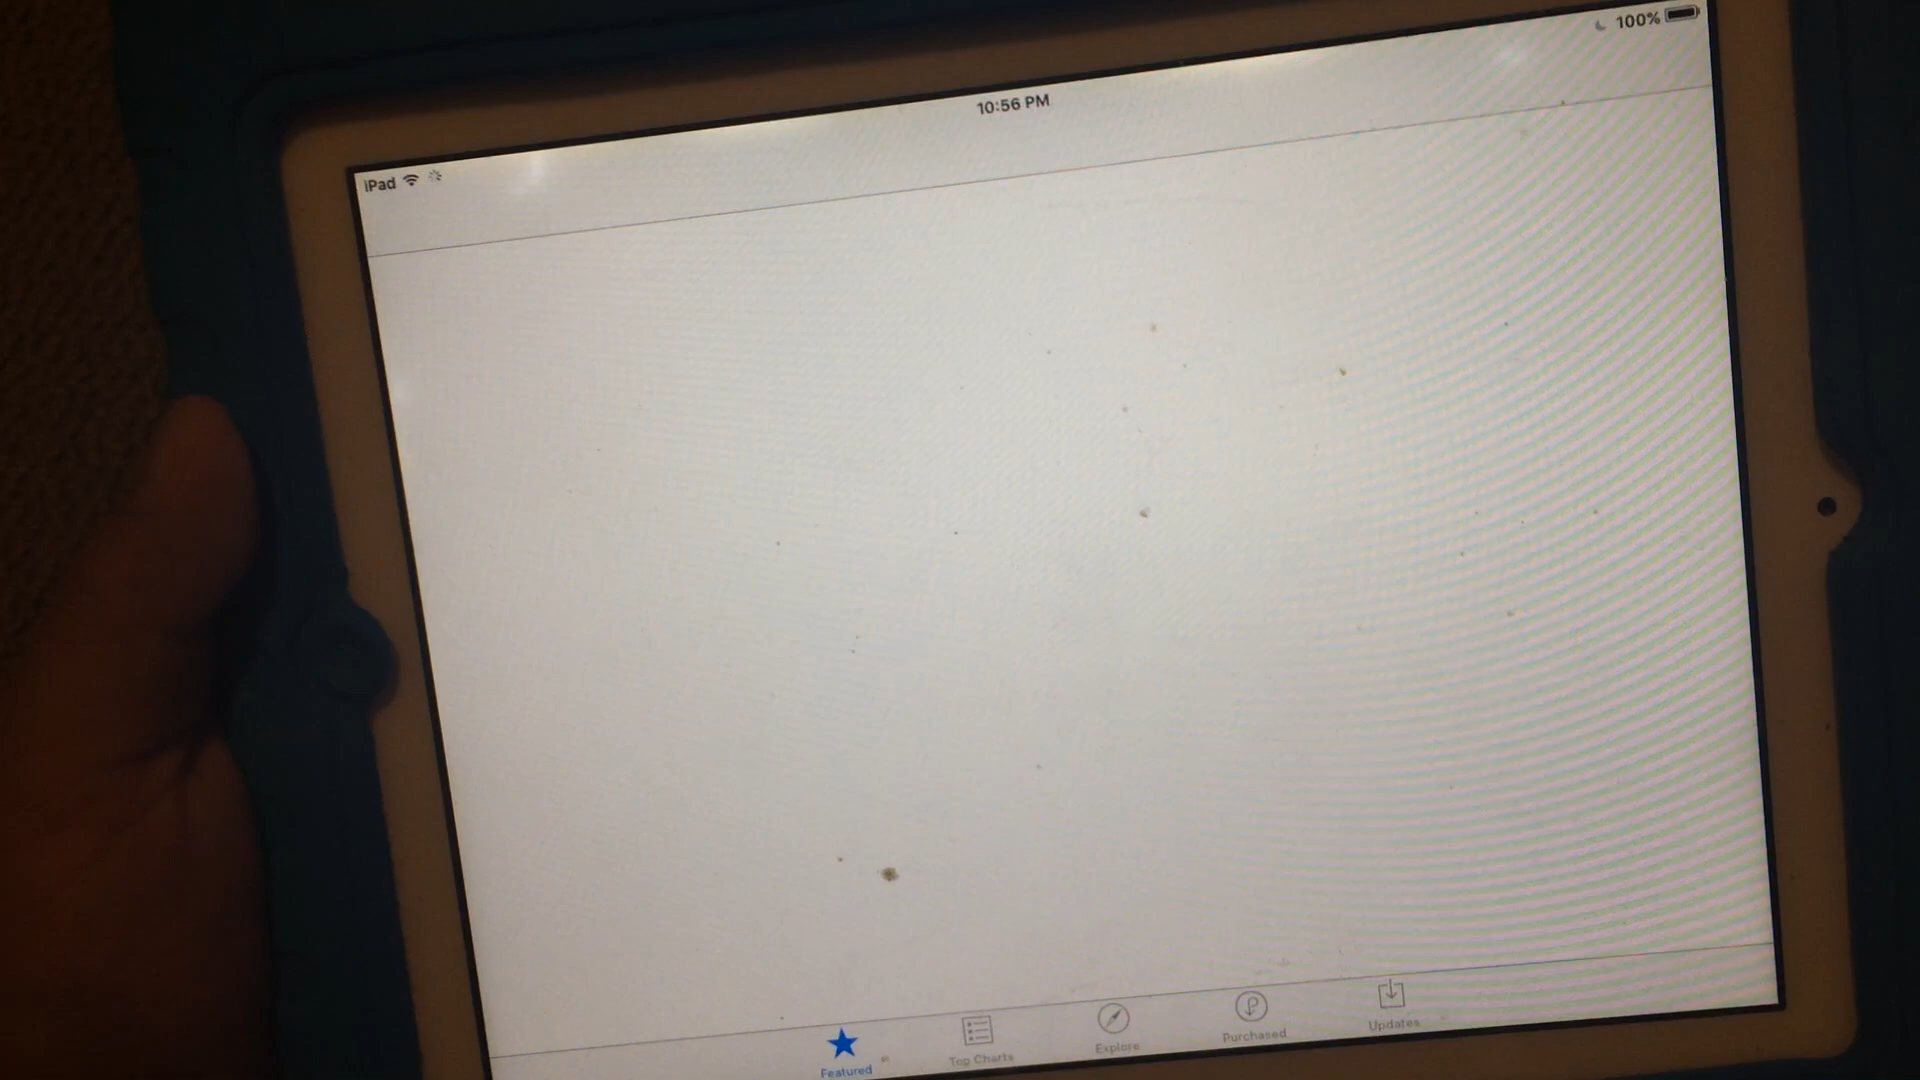 100%
10:56 PM
iPad
Featured
Top Charts
Explore
Purchased
Updates